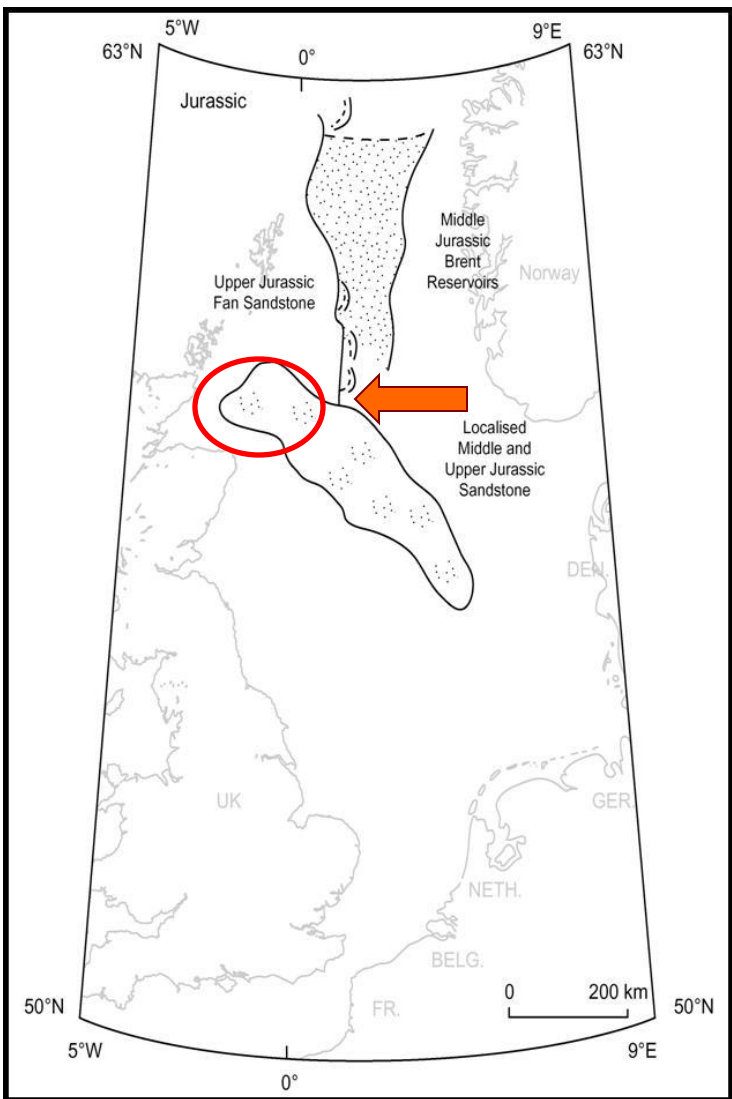 5°W
9°E
63°N
0°
63°N
Jurassic
Middle
Jurassic
Brent
Reservoirs
Upper Jurassic
Fan Sandstone
Norway
Localised
Middle and
Upper Jurassic
Sandstone
DEN.
UK
GER.
NETH.
BELG.
0 200 km
50°N
FR.
50°N
5°W
9°E
0°